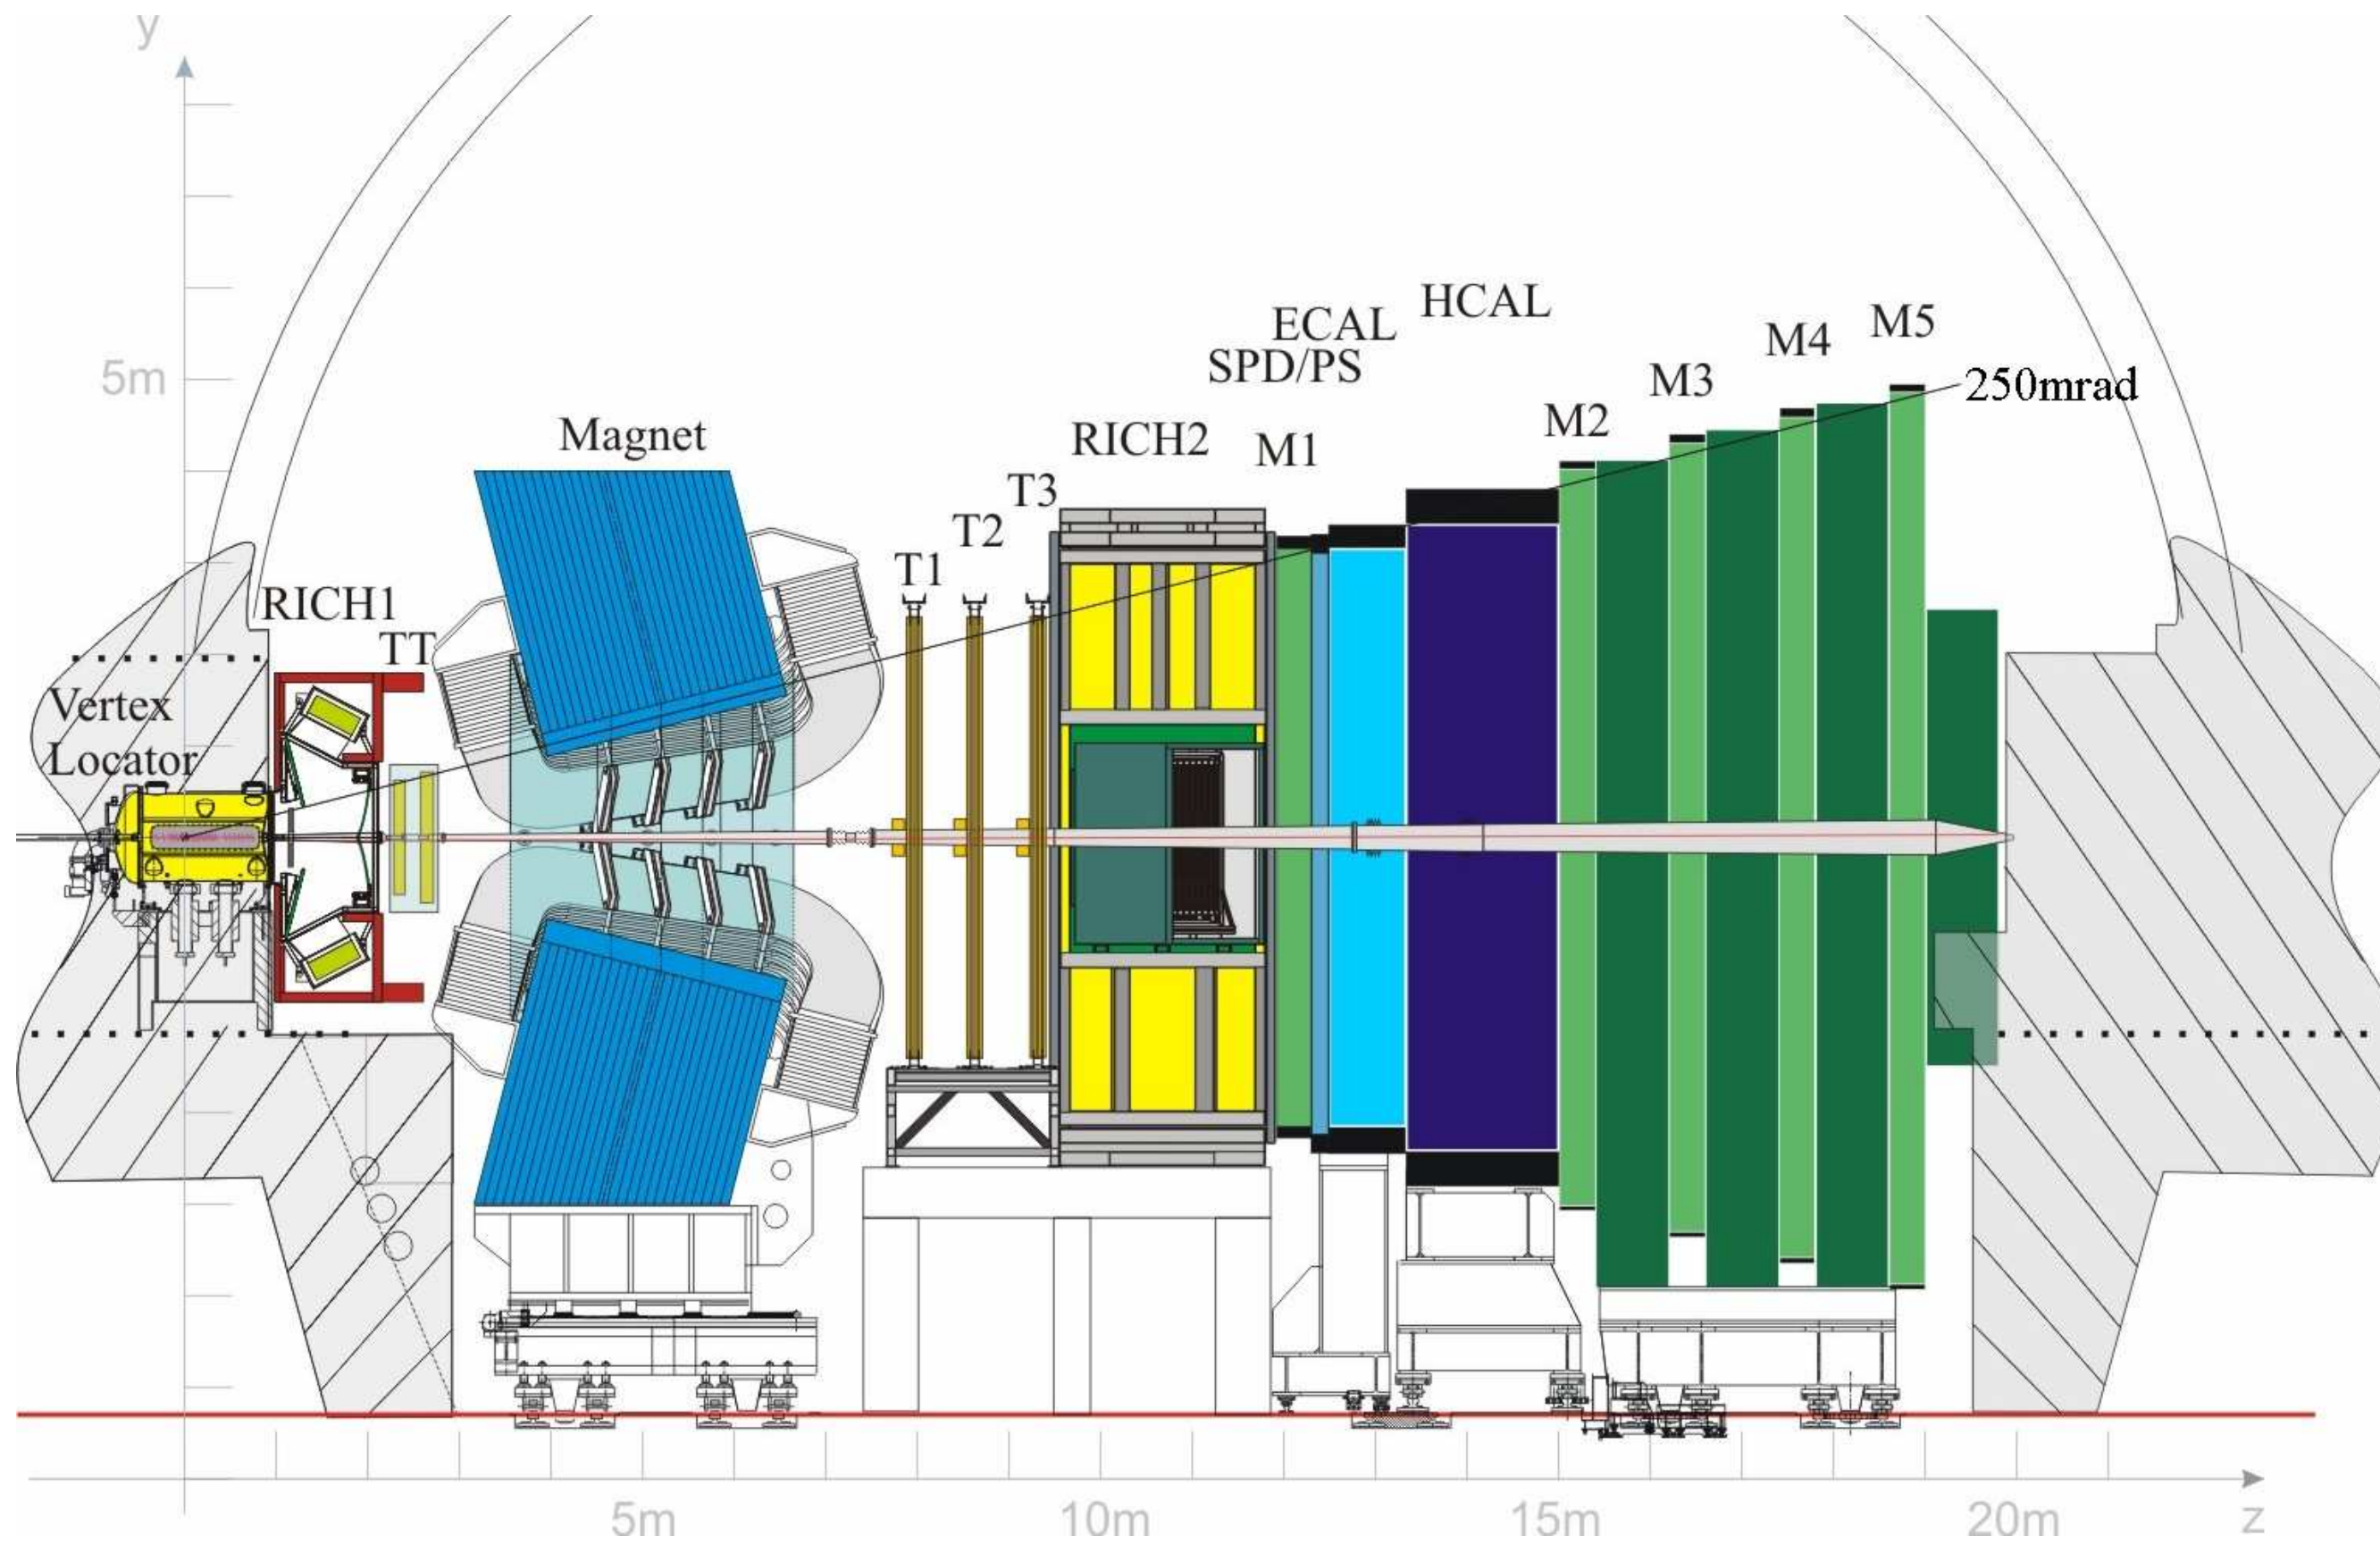 y
HCAL
ECAL
M5
M4
SPD/PS
5m
M3
250mrad
M2
Magnet
RICH2
M1
T3
T2
T1
RICH1
TT
Vertex
Locator
5m
10m
15m
20m
z